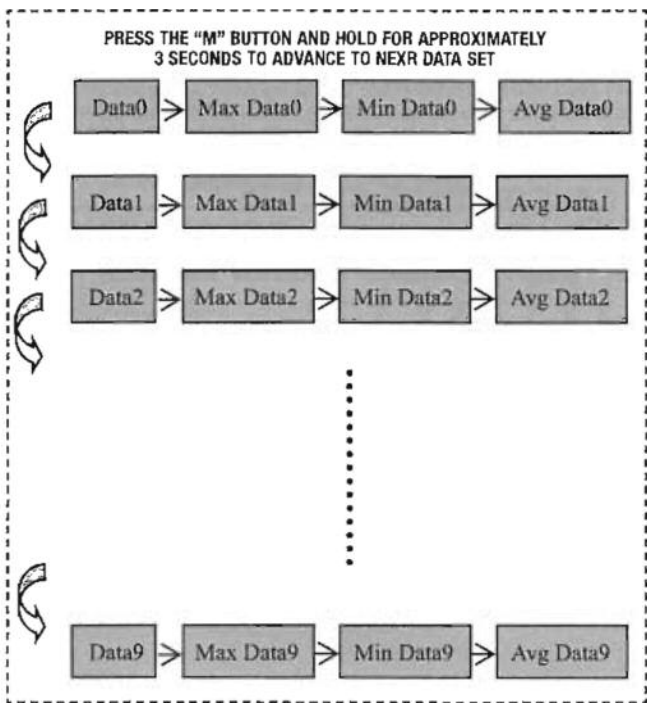 PRESS THE “M” BUTTON AND HOLD FOR APPROXIMATELY
3 SECONDS TO ADVANCE TO NEXR DATA SET
Data0 Max Data0 Min Data0 Avg Data0
Data1 Max Data1 Min Data1 Avg Data1
Data2 Max Data2 Min Data2 Avg Data2
Data9 Max Data9 Min Data9 Avg Data9